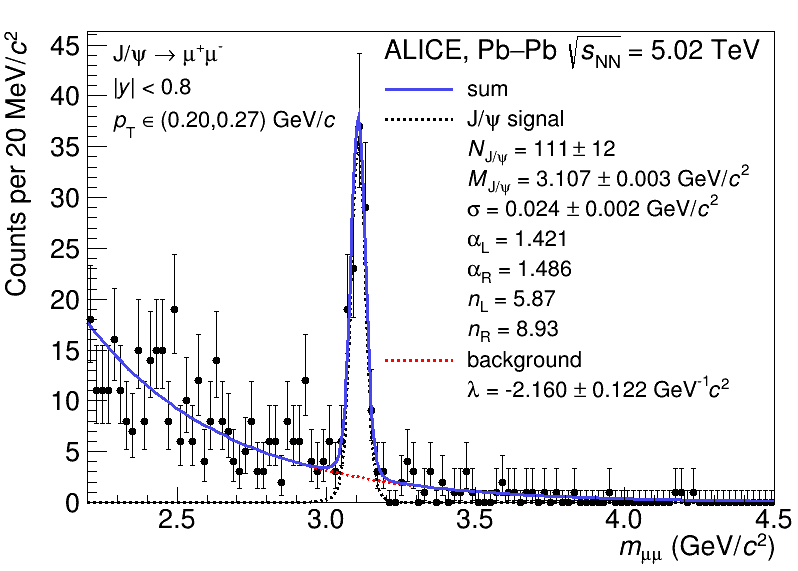 Counts per 20 MeV/c²
45
40
35
30
25
20
15
10
5
0
J/ψ → μ⁺μ⁻
|y| < 0.8
p_T ∈ (0.20,0.27) GeV/c
ALICE, Pb–Pb √s_NN = 5.02 TeV
sum
J/ψ signal
N_J/ψ = 111 ± 12
M_J/ψ = 3.107 ± 0.003 GeV/c²
σ = 0.024 ± 0.002 GeV/c²
α_L = 1.421
α_R = 1.486
n_L = 5.87
n_R = 8.93
background
λ = -2.160 ± 0.122 GeV⁻¹c²
2.5 3.0 3.5 4.0 4.5
m_μμ (GeV/c²)